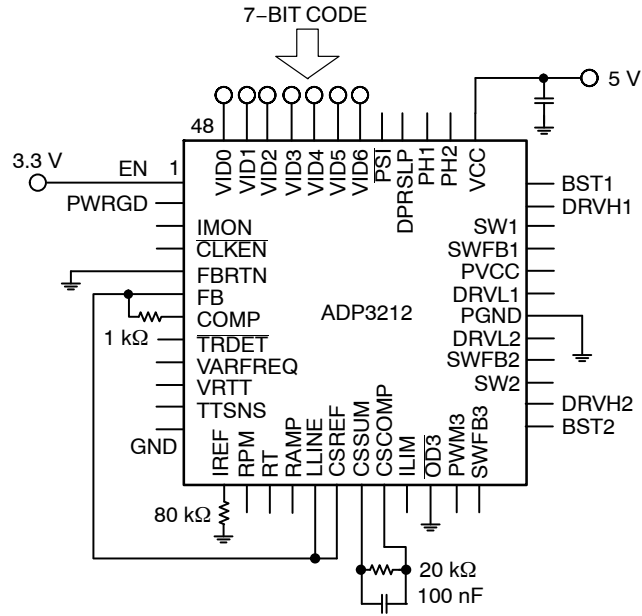 7−BIT CODE
5 V
48
VID0
VID1
VID2
VID3
VID4
VID5
VID6
PSI
DPRSLP
PH1
PH2
VCC
3.3 V
EN
1
PWRGD
IMON
CLKEN
FBRTN
FB
COMP
1 kΩ
TRDET
VARFREQ
VRTT
TTSNS
GND
ADP3212
BST1
DRVH1
SW1
SWFB1
PVCC
DRVL1
PGND
DRVL2
SWFB2
SW2
DRVH2
BST2
IREF
RPM
RT
RAMP
LLINE
CSREF
CSSUM
CSCOMP
ILIM
OD3
PWM3
SWFB3
80 kΩ
20 kΩ
100 nF